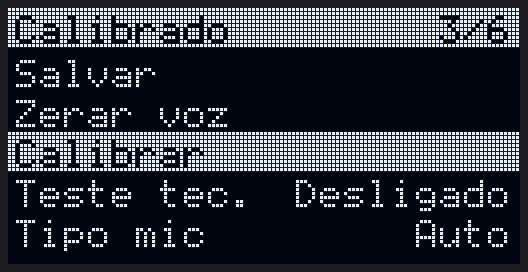 Calibrado 3/6
Salvar
Zerar voz
Calibrar
Teste tec. Desligado
Tipo mic Auto